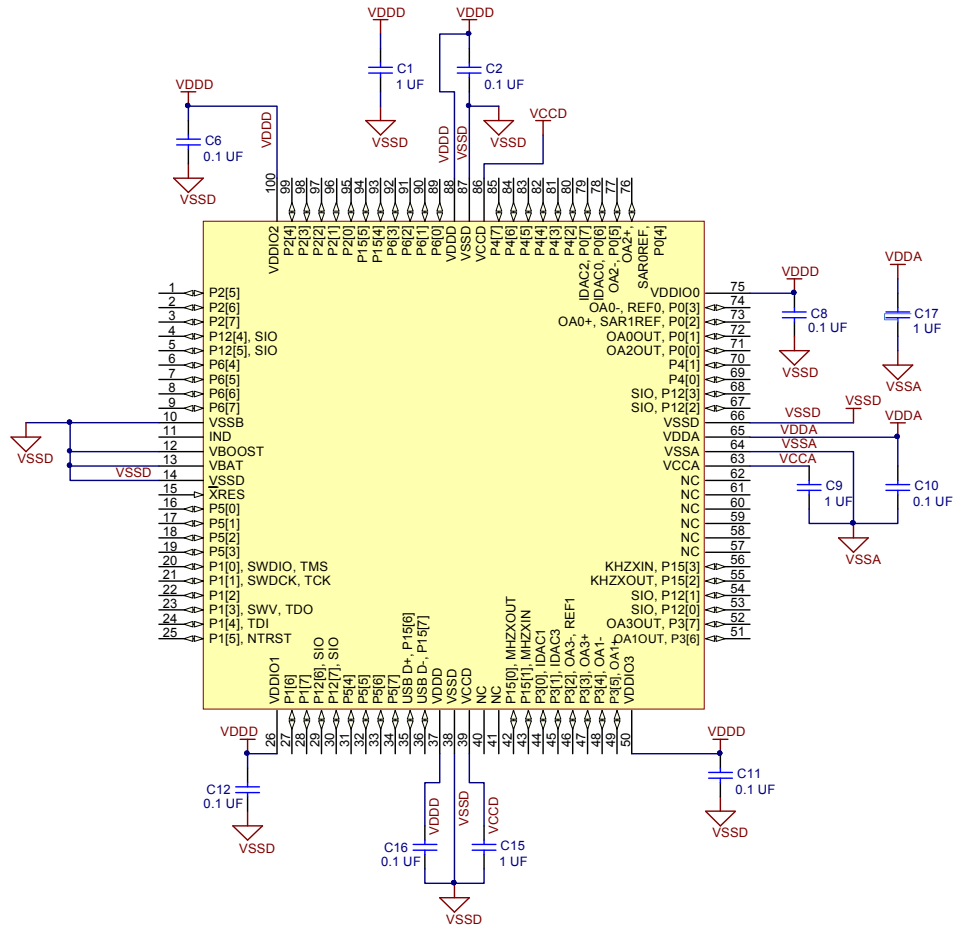 VDDD
C1
1 UF
VSSD
VDDD
C2
0.1 UF
VSSD
VDDD
VSSD
VCCD
VDDD
C6
0.1 UF
VSSD
VDDD
100 VDDIO2
99 P2[4]
98 P2[3]
97 P2[2]
96 P2[1]
95 P2[0]
94 P15[5]
93 P15[4]
92 P6[3]
91 P6[2]
90 P6[1]
89 P6[0]
88 VDDD
87 VSSD
86 VCCD
85 P4[7]
84 P4[6]
83 P4[5]
82 P4[4]
81 P4[3]
80 P4[2]
79 IDAC2, P0[7]
78 IDAC0, P0[6]
77 OA2-, P0[5]
76 OA2+,
SAR0REF,
P0[4]
1 P2[5]
2 P2[6]
3 P2[7]
4 P12[4], SIO
5 P12[5], SIO
6 P6[4]
7 P6[5]
8 P6[6]
9 P6[7]
10 VSSB
11 IND
12 VBOOST
13 VBAT
14 VSSD
15 XRES
16 P5[0]
17 P5[1]
18 P5[2]
19 P5[3]
20 P1[0], SWDIO, TMS
21 P1[1], SWDCK, TCK
22 P1[2]
23 P1[3], SWV, TDO
24 P1[4], TDI
25 P1[5], NTRST
VSSD
VSSD
VDDIO0 75
OA0-, REF0, P0[3] 74
OA0+, SAR1REF, P0[2] 73
OA0OUT, P0[1] 72
OA2OUT, P0[0] 71
P4[1] 70
P4[0] 69
SIO, P12[3] 68
SIO, P12[2] 67
VSSD 66
VDDA 65
VSSA 64
VCCA 63
NC 62
NC 61
NC 60
NC 59
NC 58
NC 57
KHZXIN, P15[3] 56
KHZXOUT, P15[2] 55
SIO, P12[1] 54
SIO, P12[0] 53
OA3OUT, P3[7] 52
OA1OUT, P3[6] 51
VDDD
C8
0.1 UF
VSSD
VDDA
C17
1 UF
VSSA
VSSD
VSSD
VDDA
VDDA
VSSA
VCCA
C9
1 UF
C10
0.1 UF
VSSA
VDDIO1 26
P1[6] 27
P1[7] 28
P12[6], SIO 29
P12[7], SIO 30
P5[4] 31
P5[5] 32
P5[6] 33
P5[7] 34
USB D+, P15[6] 35
USB D-, P15[7] 36
VDDD 37
VSSD 38
VCCD 39
NC 40
NC 41
P15[0], MHZXOUT 42
P15[1], MHZXIN 43
P3[0], IDAC1 44
P3[1], IDAC3 45
P3[2], OA3-, REF1 46
P3[3], OA3+ 47
P3[4], OA1- 48
P3[5], OA1+ 49
VDDIO3 50
VDDD
C12
0.1 UF
VSSD
VDDD
VSSD
VCCD
C16
0.1 UF
C15
1 UF
VSSD
VDDD
C11
0.1 UF
VSSD